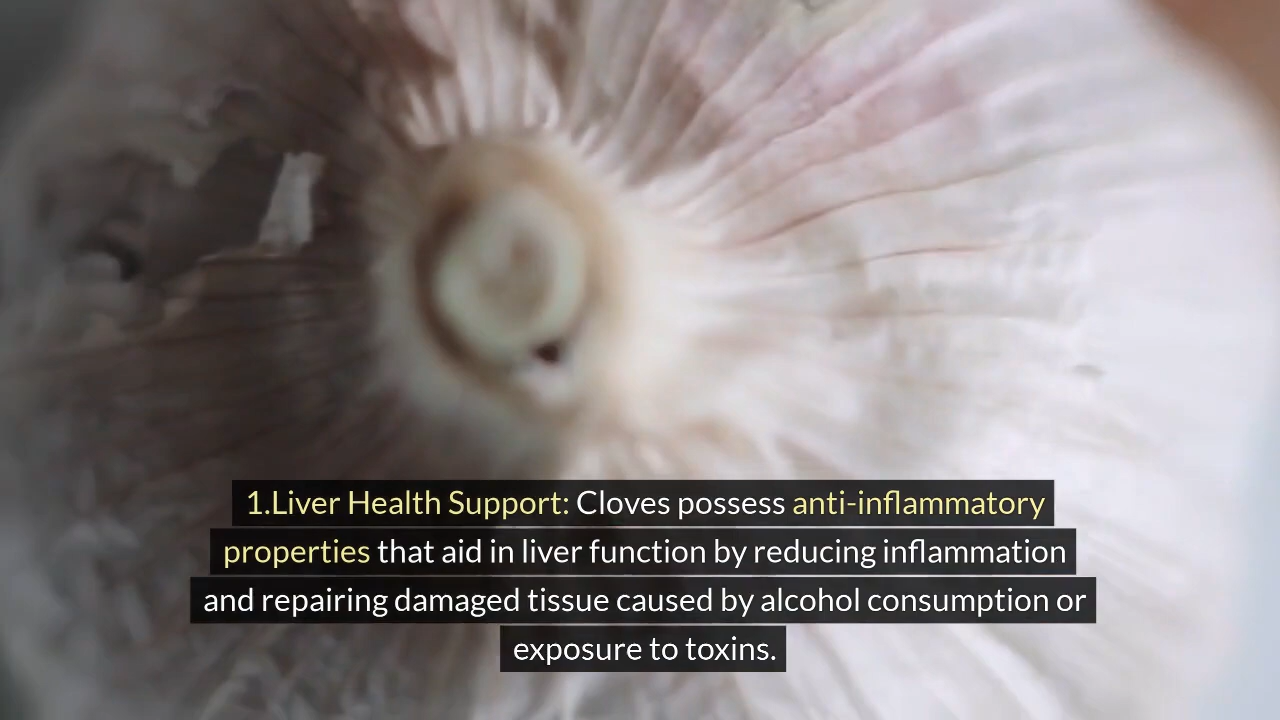 1.Liver Health Support: Cloves possess anti-inflammatory
properties that aid in liver function by reducing inflammation
and repairing damaged tissue caused by alcohol consumption or
exposure to toxins.